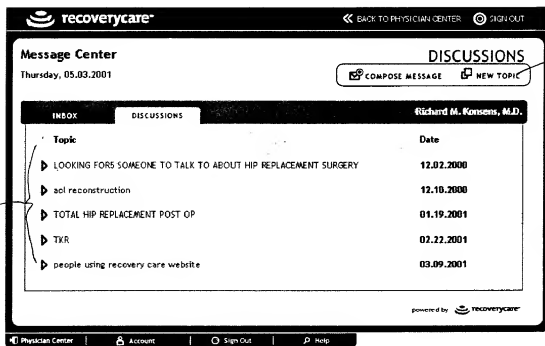 recoverycare
BACK TO PHYSICIAN CENTER SIGN OUT
Message Center
DISCUSSIONS
Thursday, 05.03.2001
COMPOSE MESSAGE NEW TOPIC
INBOX DISCUSSIONS Richard M. Konsens, M.D.
Topic Date
LOOKING FOR5 SOMEONE TO TALK TO ABOUT HIP REPLACEMENT SURGERY 12.02.2000
acl reconstruction 12.10.2000
TOTAL HIP REPLACEMENT POST OP 01.19.2001
TKR 02.22.2001
people using recovery care website 03.09.2001
powered by recoverycare
Physician Center | Account | Sign Out | Help